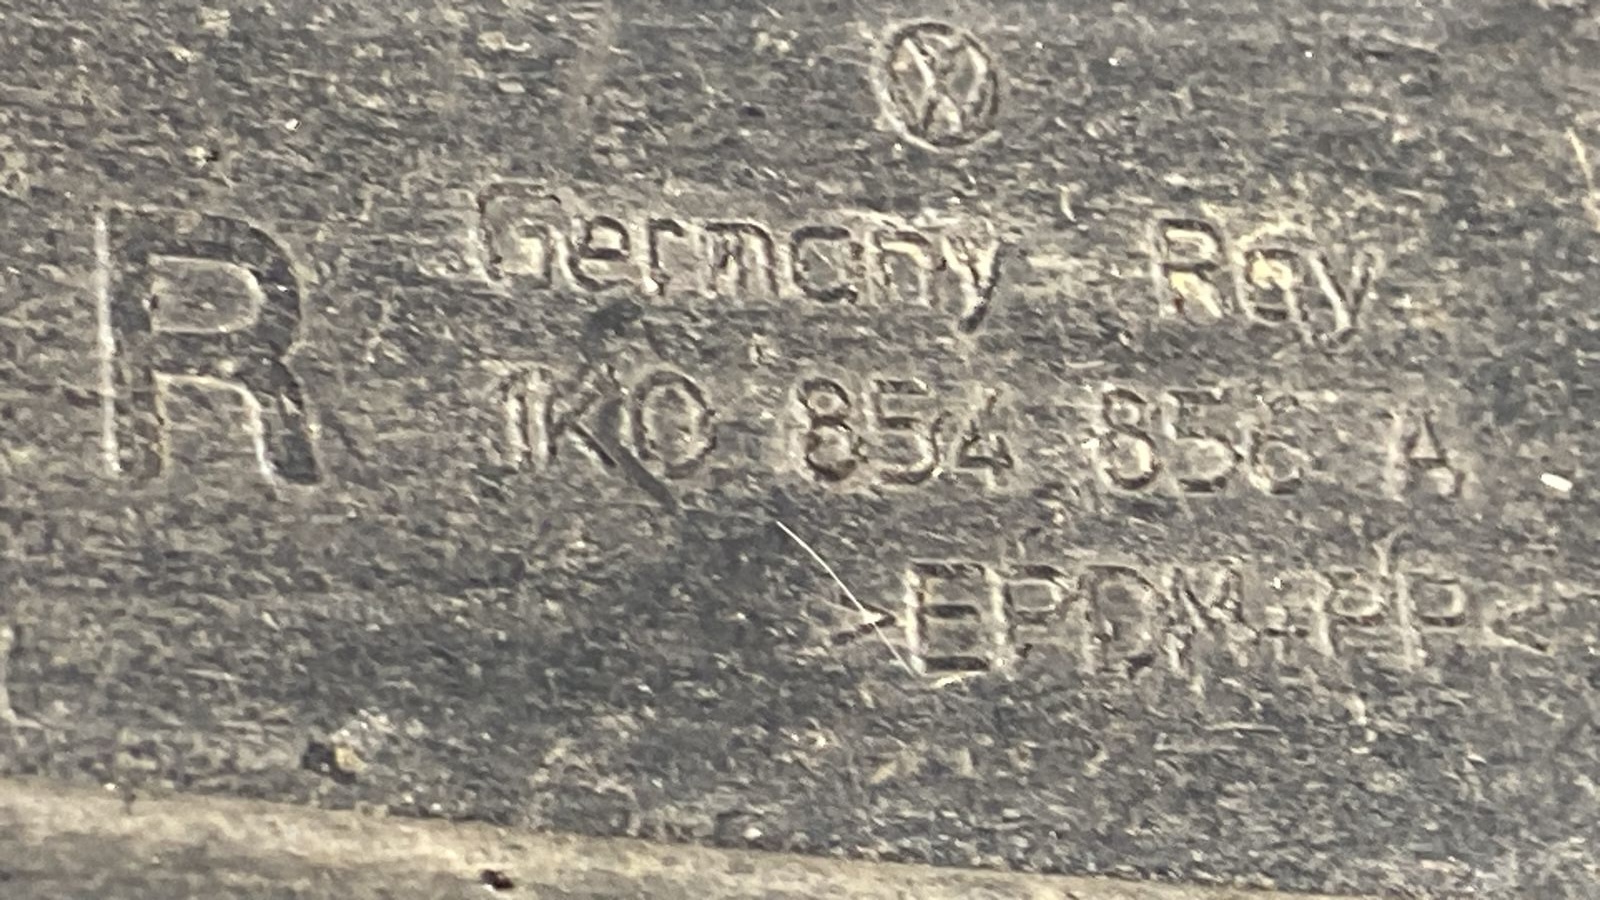 R
Germany Rey
1K0 854 856 A
>EPDM-PP<